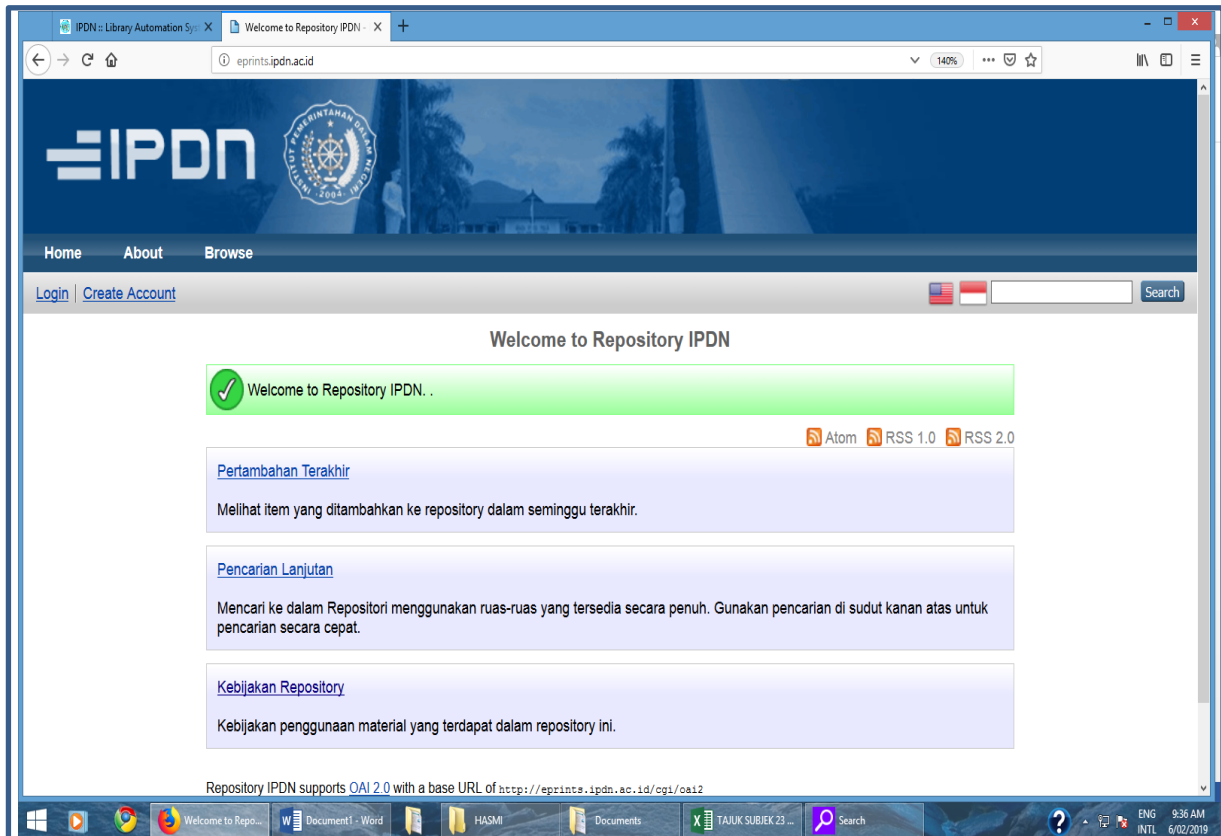 IPDN :: Library Automation Sys
Welcome to Repository IPDN -
eprints.ipdn.ac.id
140%
IPDN
INSTITUT PEMERINTAHAN DALAM NEGERI
2004
Home About Browse
Login Create Account Search
Welcome to Repository IPDN
Welcome to Repository IPDN. .
Atom RSS 1.0 RSS 2.0
Pertambahan Terakhir
Melihat item yang ditambahkan ke repository dalam seminggu terakhir.
Pencarian Lanjutan
Mencari ke dalam Repositori menggunakan ruas-ruas yang tersedia secara penuh. Gunakan pencarian di sudut kanan atas untuk
pencarian secara cepat.
Kebijakan Repository
Kebijakan penggunaan material yang terdapat dalam repository ini.
Repository IPDN supports OAI 2.0 with a base URL of http://eprints.ipdn.ac.id/cgi/oai2
Welcome to Repo... Document1 - Word HASMI Documents TAJUK SUBJEK 23 ... Search ENG 9:36 AM
INTL 6/02/2019